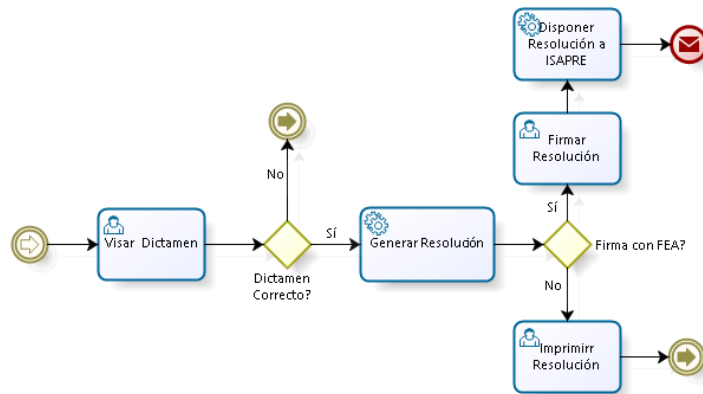 Disponer
Resolución a
ISAPRE
Firmar
Resolución
No
Sí
Visar Dictamen
Sí
Generar Resolución
Firma con FEA?
Dictamen
Correcto?
No
Imprimirr
Resolución